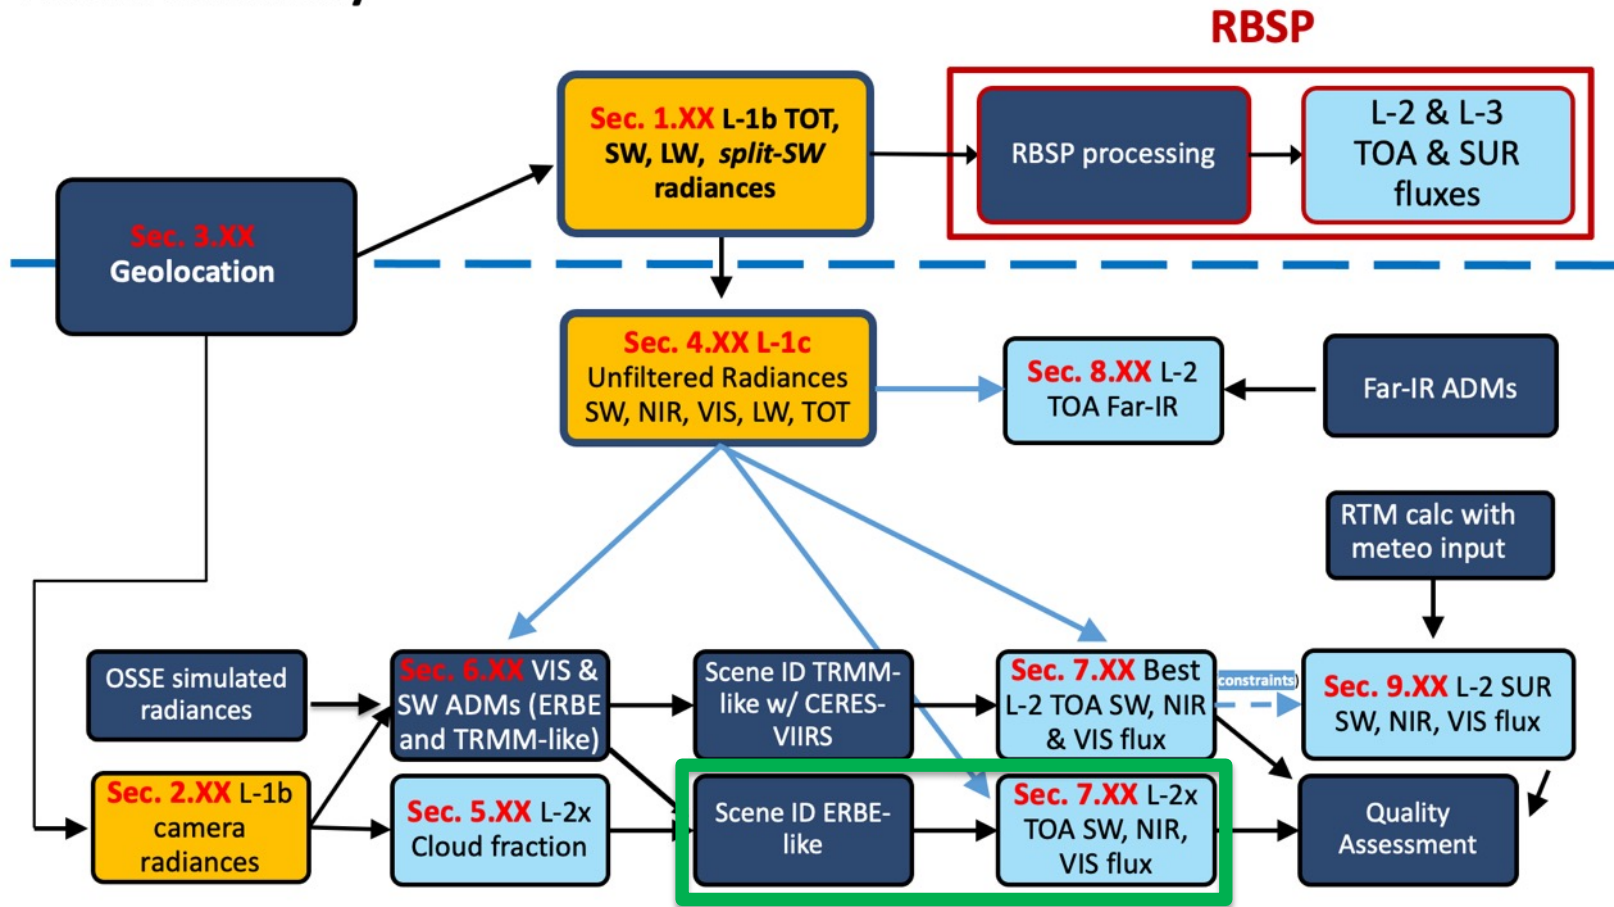 RBSP
Sec. 1.XX L-1b TOT,
SW, LW, split-SW
radiances
RBSP processing
L-2 & L-3
TOA & SUR
fluxes
Sec. 3.XX
Geolocation
Sec. 4.XX L-1c
Unfiltered Radiances
SW, NIR, VIS, LW, TOT
Sec. 8.XX L-2
TOA Far-IR
Far-IR ADMs
RTM calc with
meteo input
OSSE simulated
radiances
Sec. 6.XX VIS &
SW ADMs (ERBE
and TRMM-like)
Scene ID TRMM-
like w/ CERES-
VIIRS
Sec. 7.XX Best
L-2 TOA SW, NIR
& VIS flux
constraints)
Sec. 9.XX L-2 SUR
SW, NIR, VIS flux
Sec. 2.XX L-1b
camera
radiances
Sec. 5.XX L-2x
Cloud fraction
Scene ID ERBE-
like
Sec. 7.XX L-2x
TOA SW, NIR,
VIS flux
Quality
Assessment